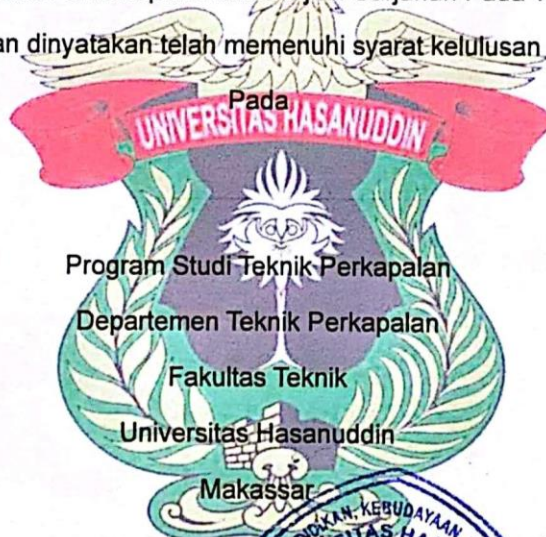 an dinyatakan telah memenuhi syarat kelulusan
Pada
UNIVERSITAS HASANUDDIN
Program Studi Teknik Perkapalan
Departemen Teknik Perkapalan
Fakultas Teknik
Universitas Hasanuddin
Makassar
KEBUDAYAAN